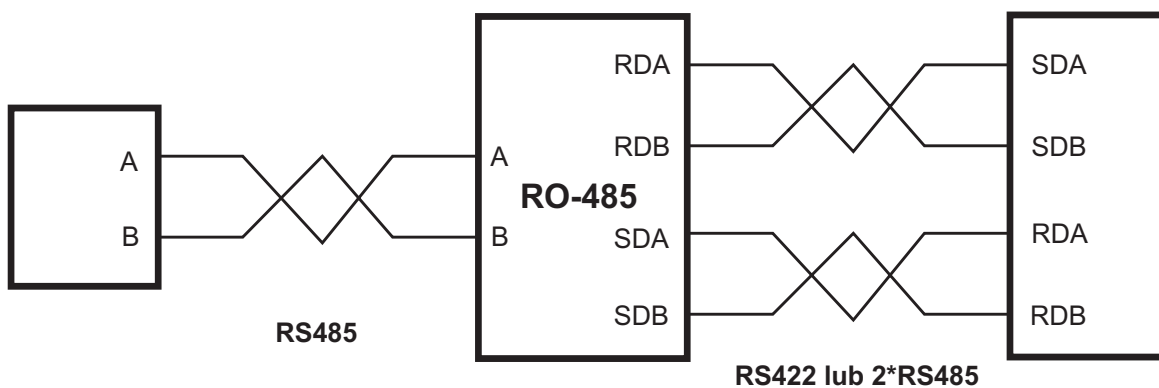 RDA
SDA
A
A
RDB
SDB
RO-485
B
B
SDA
RDA
SDB
RDB
RS485
RS422 lub 2*RS485